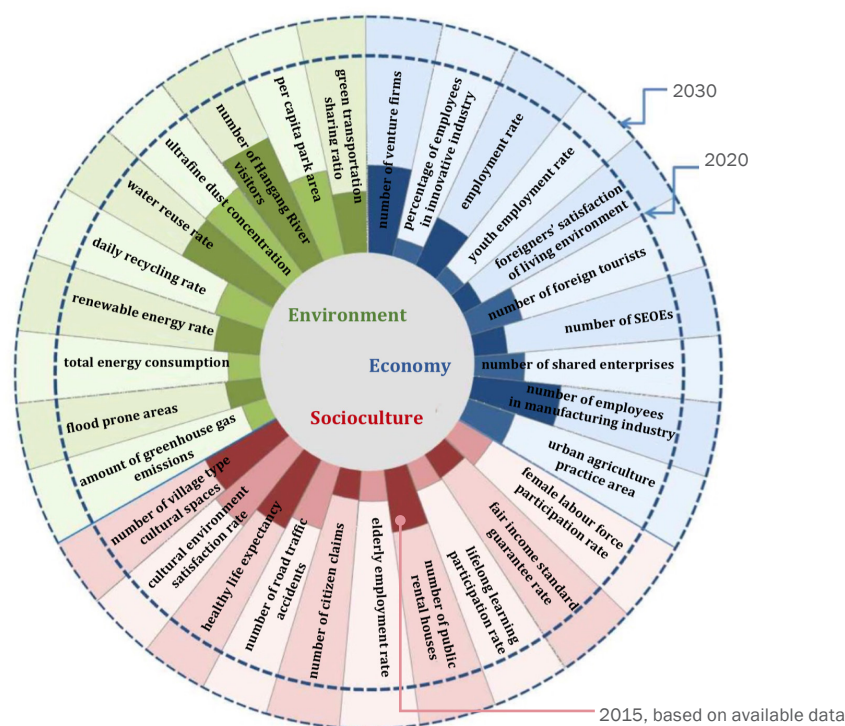 2030
2020
number of venture firms
percentage of employees
in innovative industry
employment rate
youth employment rate
foreigners' satisfaction
of living environment
number of foreign tourists
number of SEOEs
number of shared enterprises
number of employees
in manufacturing industry
urban agriculture
practice area
female labour force
participation rate
fair income standard
guarantee rate
lifelong learning
participation rate
number of public
rental houses
elderly employment rate
number of citizen claims
number of road traffic
accidents
healthy life expectancy
cultural environment
satisfaction rate
number of village type
cultural spaces
amount of greenhouse gas
emissions
flood prone areas
total energy consumption
renewable energy rate
daily recycling rate
water reuse rate
ultrafine dust concentration
number of Hangang River
visitors
per capita park area
green transportation
sharing ratio
Environment
Economy
Socioculture
2015, based on available data